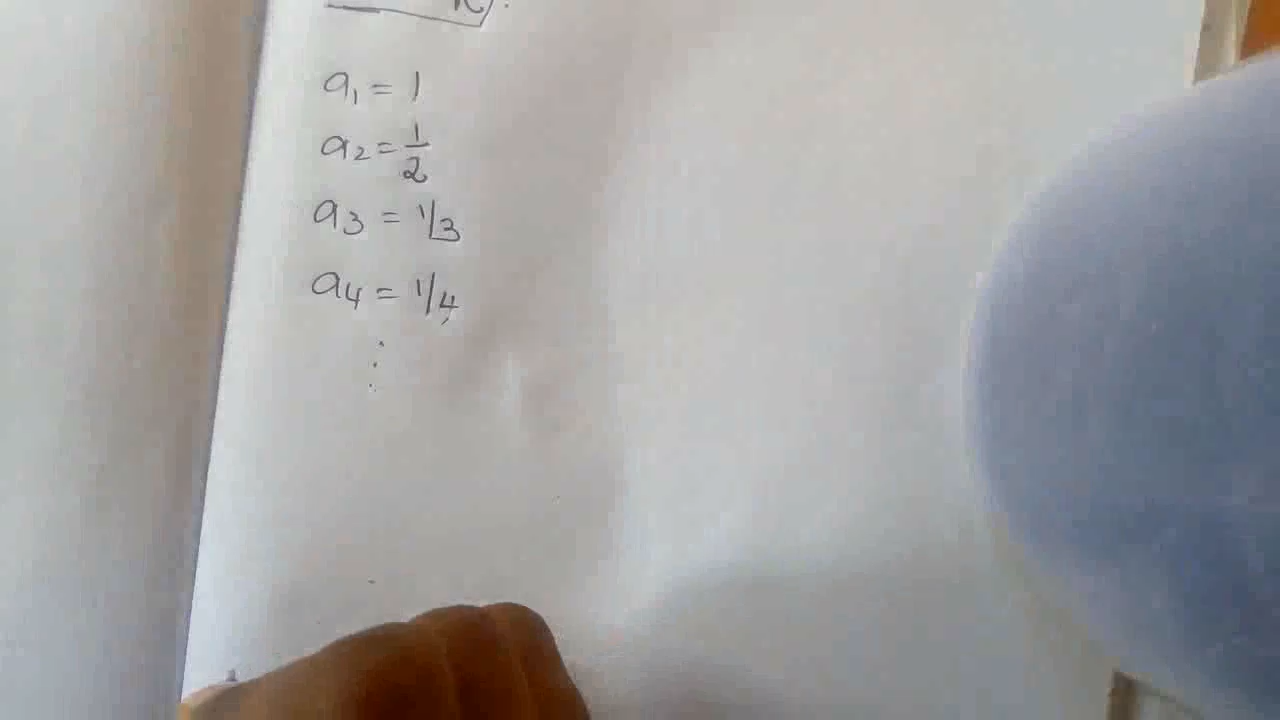 a₁ = 1
a₂ = 1/2
a₃ = 1/3
a₄ = 1/4
⋮